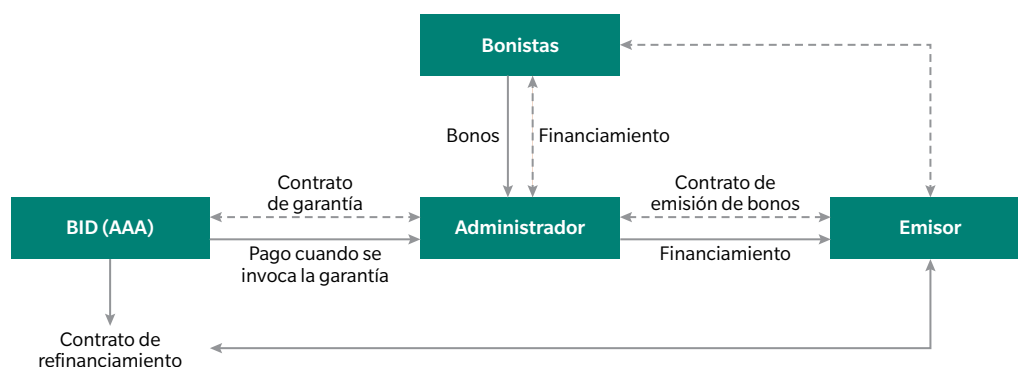 Bonistas
Bonos
Financiamiento
Contrato
de garantía
Contrato de
emisión de bonos
BID (AAA)
Administrador
Emisor
Pago cuando se
invoca la garantía
Financiamiento
Contrato de
refinanciamiento